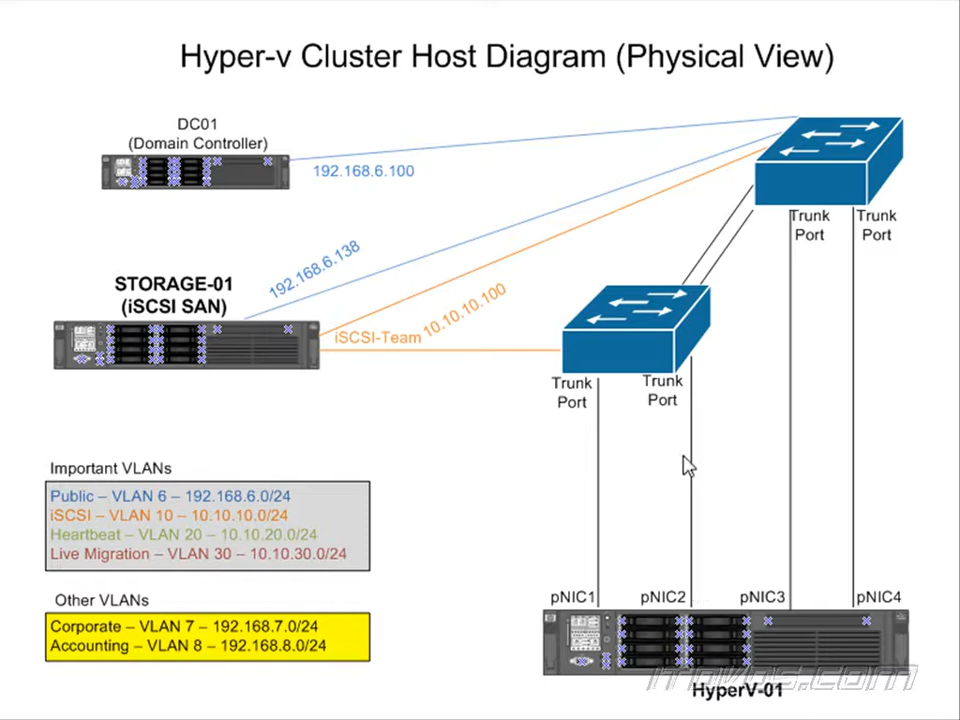 Hyper-v Cluster Host Diagram (Physical View)
DC01
(Domain Controller)
192.168.6.100
Trunk
Port
Trunk
Port
192.168.6.138
STORAGE-01
(iSCSI SAN)
iSCSI-Team 10.10.10.100
Trunk
Port
Trunk
Port
Important VLANs
Public – VLAN 6 – 192.168.6.0/24
iSCSI – VLAN 10 – 10.10.10.0/24
Heartbeat – VLAN 20 – 10.10.20.0/24
Live Migration – VLAN 30 – 10.10.30.0/24
Other VLANs
Corporate – VLAN 7 – 192.168.7.0/24
Accounting – VLAN 8 – 192.168.8.0/24
pNIC1
pNIC2
pNIC3
pNIC4
ITDVDS.com
HyperV-01